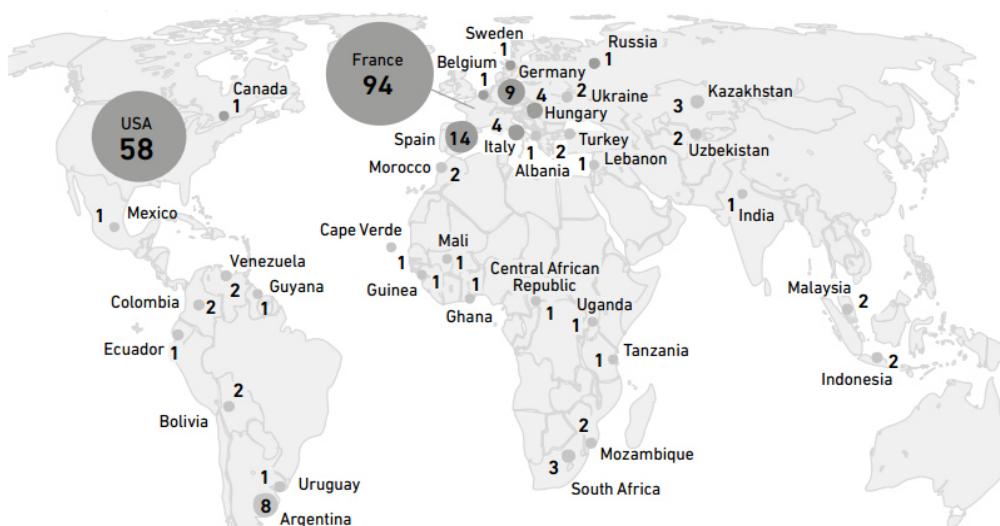 Sweden
1
Russia
1
France
94
Belgium
1
Germany
9
Canada
1
USA
58
2
Ukraine
4
Hungary
Kazakhstan
3
Spain
14
4
Italy
Turkey
2
Uzbekistan
2
Albania
1
Lebanon
1
Morocco
2
India
1
Mexico
1
Cape Verde
1
Mali
1
Venezuela
2
Guyana
1
Guinea
1
Ghana
1
Central African
Republic
1
Uganda
1
Malaysia
2
Colombia
2
Ecuador
1
Tanzania
1
Indonesia
2
Bolivia
2
Mozambique
2
South Africa
3
Uruguay
1
Argentina
8